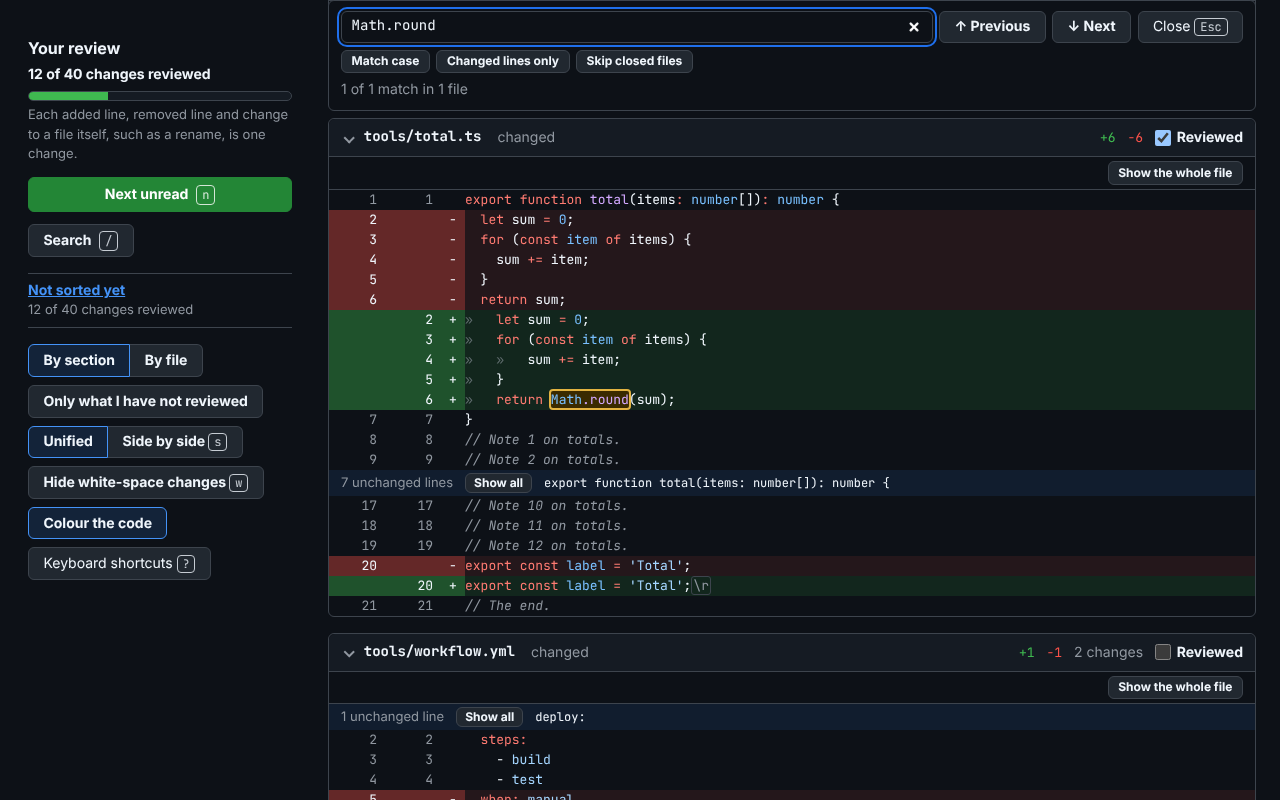 Your review
12 of 40 changes reviewed
Each added line, removed line and change
to a file itself, such as a rename, is one
change.
Next unread n
Search /
Not sorted yet
12 of 40 changes reviewed
By section By file
Only what I have not reviewed
Unified Side by side s
Hide white-space changes w
Colour the code
Keyboard shortcuts ?
Math.round × ↑ Previous ↓ Next Close Esc
Match case Changed lines only Skip closed files
1 of 1 match in 1 file
tools/total.ts changed +6 -6 Reviewed
Show the whole file
1 1 export function total(items: number[]): number {
2 - let sum = 0;
3 - for (const item of items) {
4 - sum += item;
5 - }
6 - return sum;
2 + » let sum = 0;
3 + » for (const item of items) {
4 + » » sum += item;
5 + » }
6 + » return Math.round(sum);
7 7 }
8 8 // Note 1 on totals.
9 9 // Note 2 on totals.
7 unchanged lines Show all export function total(items: number[]): number {
17 17 // Note 10 on totals.
18 18 // Note 11 on totals.
19 19 // Note 12 on totals.
20 - export const label = 'Total';
20 + export const label = 'Total';\r
21 21 // The end.
tools/workflow.yml changed +1 -1 2 changes Reviewed
Show the whole file
1 unchanged line Show all deploy:
2 2 steps:
3 3 - build
4 4 - test
5 - when: manual